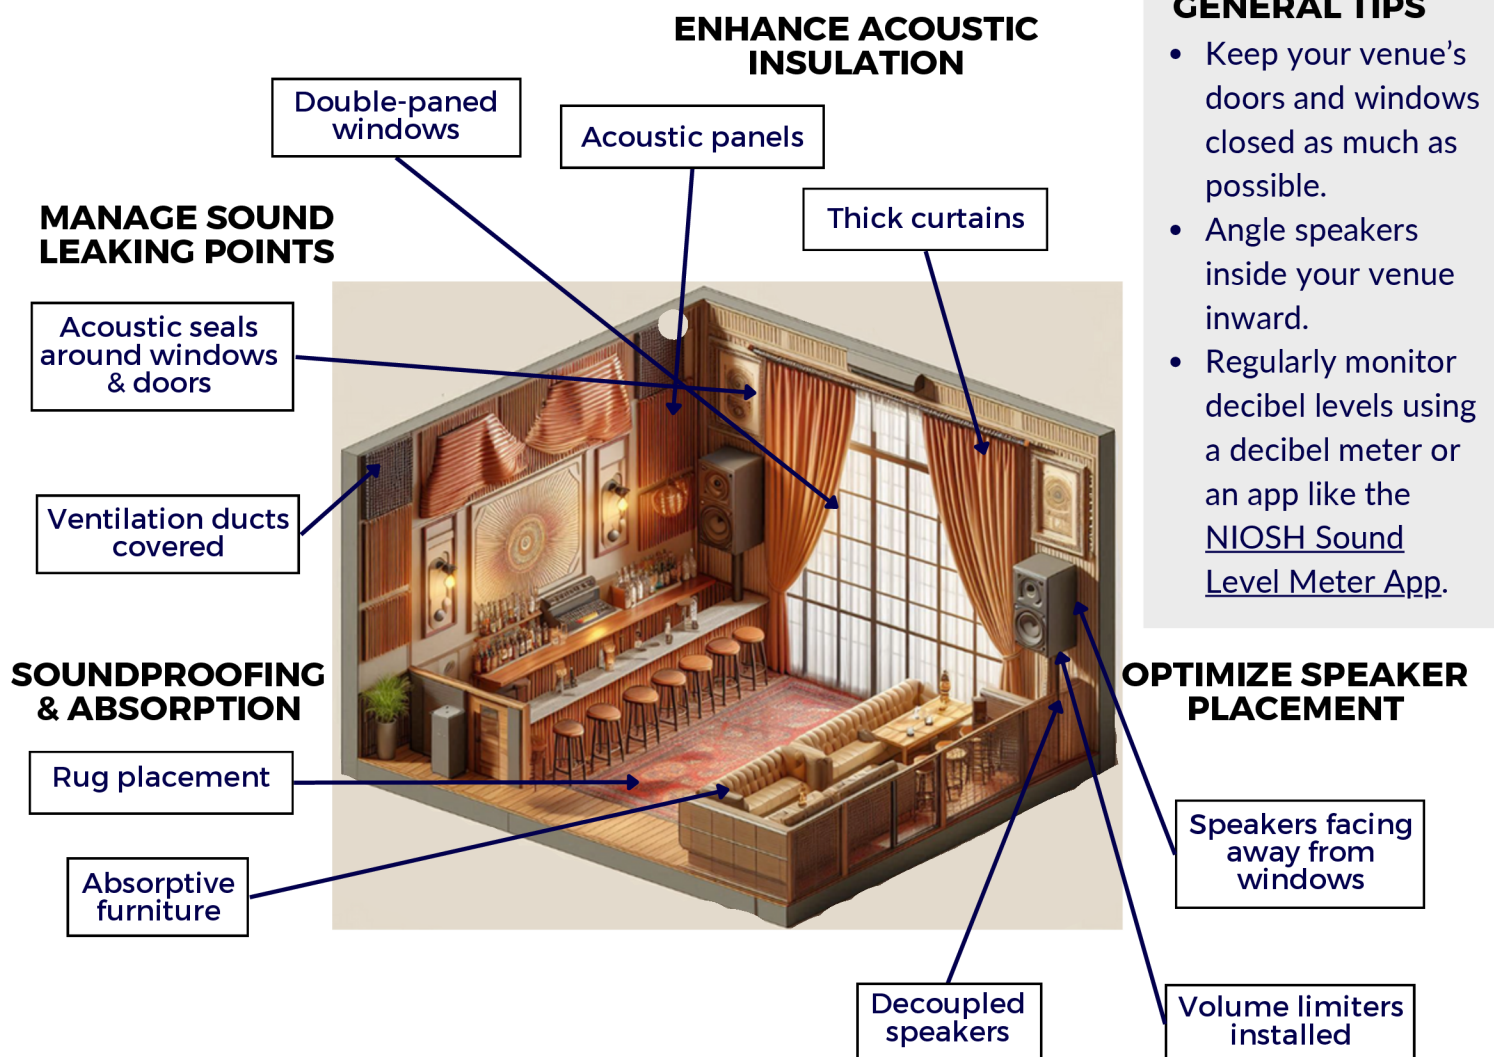 ENHANCE ACOUSTIC
INSULATION
Double-paned
windows
Acoustic panels
Thick curtains
MANAGE SOUND
LEAKING POINTS
Acoustic seals
around windows
& doors
Ventilation ducts
covered
SOUNDPROOFING
& ABSORPTION
Rug placement
Absorptive
furniture
GENERAL TIPS
• Keep your venue’s
doors and windows
closed as much as
possible.
• Angle speakers
inside your venue
inward.
• Regularly monitor
decibel levels using
a decibel meter or
an app like the
NIOSH Sound
Level Meter App.
OPTIMIZE SPEAKER
PLACEMENT
Speakers facing
away from
windows
Decoupled
speakers
Volume limiters
installed